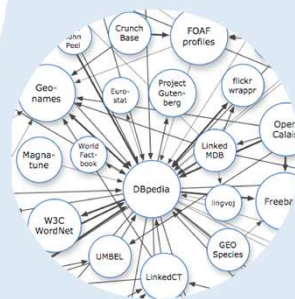 Peel
Crunch
Base
FOAF
profiles
Geo-
names
Euro-
stat
Project
Guten-
berg
flickr
wrappr
Magna-
tune
World
Fact-
book
Linked
MDB
Open
Calais
DBpedia
lingvoj
Freeba
W3C
WordNet
UMBEL
GEO
Species
LinkedCT